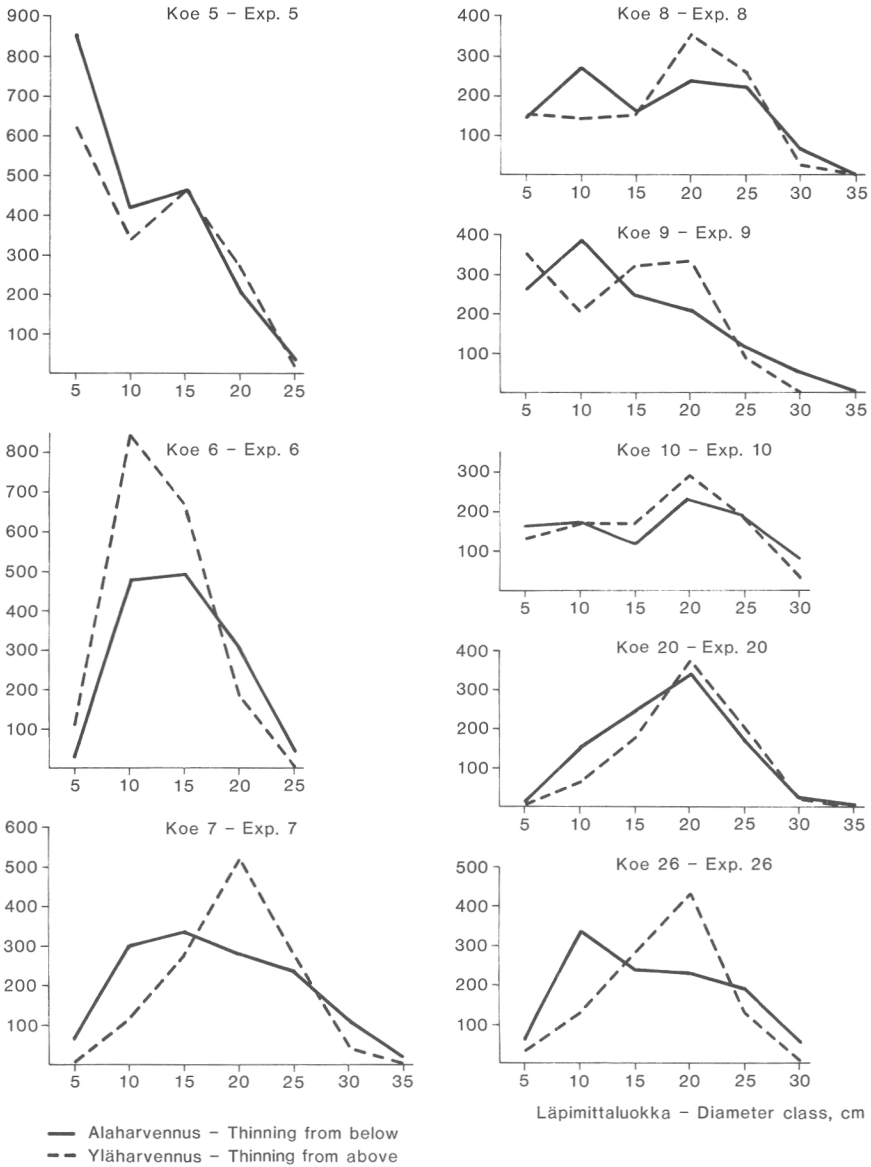 Koe 5 – Exp. 5
900
800
700
600
500
400
300
200
100
5 10 15 20 25
Koe 6 – Exp. 6
800
700
600
500
400
300
200
100
5 10 15 20 25
Koe 7 – Exp. 7
600
500
400
300
200
100
5 10 15 20 25 30 35
Koe 8 – Exp. 8
400
300
200
100
5 10 15 20 25 30 35
Koe 9 – Exp. 9
400
300
200
100
5 10 15 20 25 30 35
Koe 10 – Exp. 10
300
200
100
5 10 15 20 25 30
Koe 20 – Exp. 20
400
300
200
100
5 10 15 20 25 30 35
Koe 26 – Exp. 26
500
400
300
200
100
5 10 15 20 25 30
Läpimittaluokka – Diameter class, cm
Alaharvennus – Thinning from below
Yläharvennus – Thinning from above